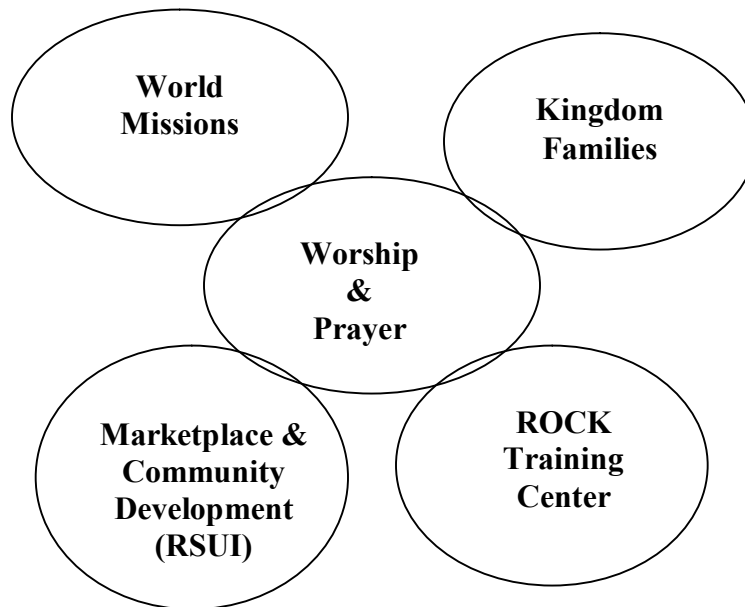 World
Missions
Kingdom
Families
Worship
&
Prayer
Marketplace &
Community
Development
(RSUI)
ROCK
Training
Center